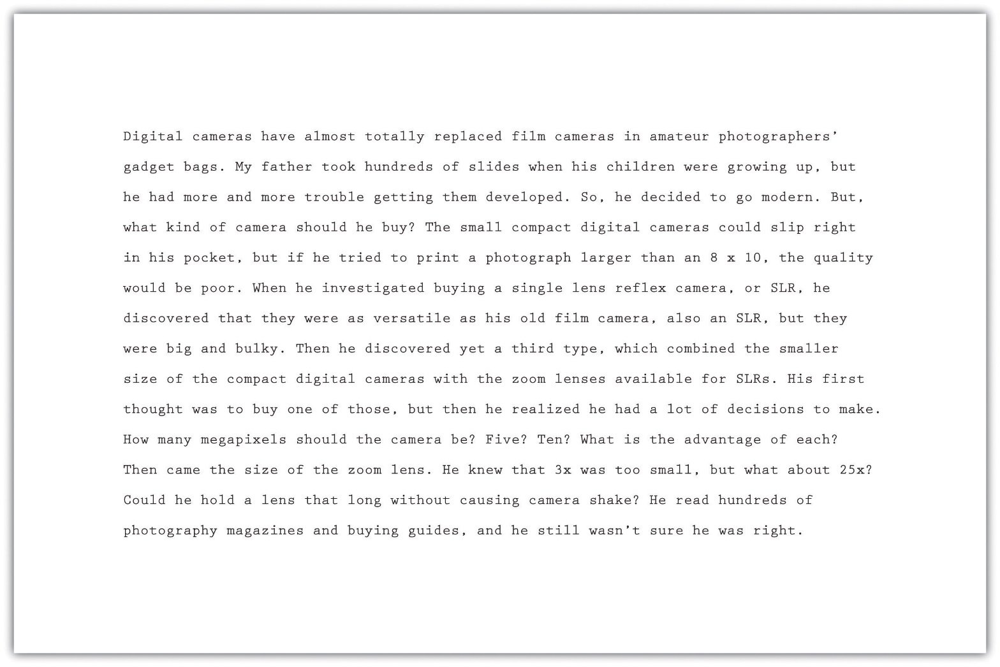 Digital cameras have almost totally replaced film cameras in amateur photographers’
gadget bags. My father took hundreds of slides when his children were growing up, but
he had more and more trouble getting them developed. So, he decided to go modern. But,
what kind of camera should he buy? The small compact digital cameras could slip right
in his pocket, but if he tried to print a photograph larger than an 8 x 10, the quality
would be poor. When he investigated buying a single lens reflex camera, or SLR, he
discovered that they were as versatile as his old film camera, also an SLR, but they
were big and bulky. Then he discovered yet a third type, which combined the smaller
size of the compact digital cameras with the zoom lenses available for SLRs. His first
thought was to buy one of those, but then he realized he had a lot of decisions to make.
How many megapixels should the camera be? Five? Ten? What is the advantage of each?
Then came the size of the zoom lens. He knew that 3x was too small, but what about 25x?
Could he hold a lens that long without causing camera shake? He read hundreds of
photography magazines and buying guides, and he still wasn’t sure he was right.